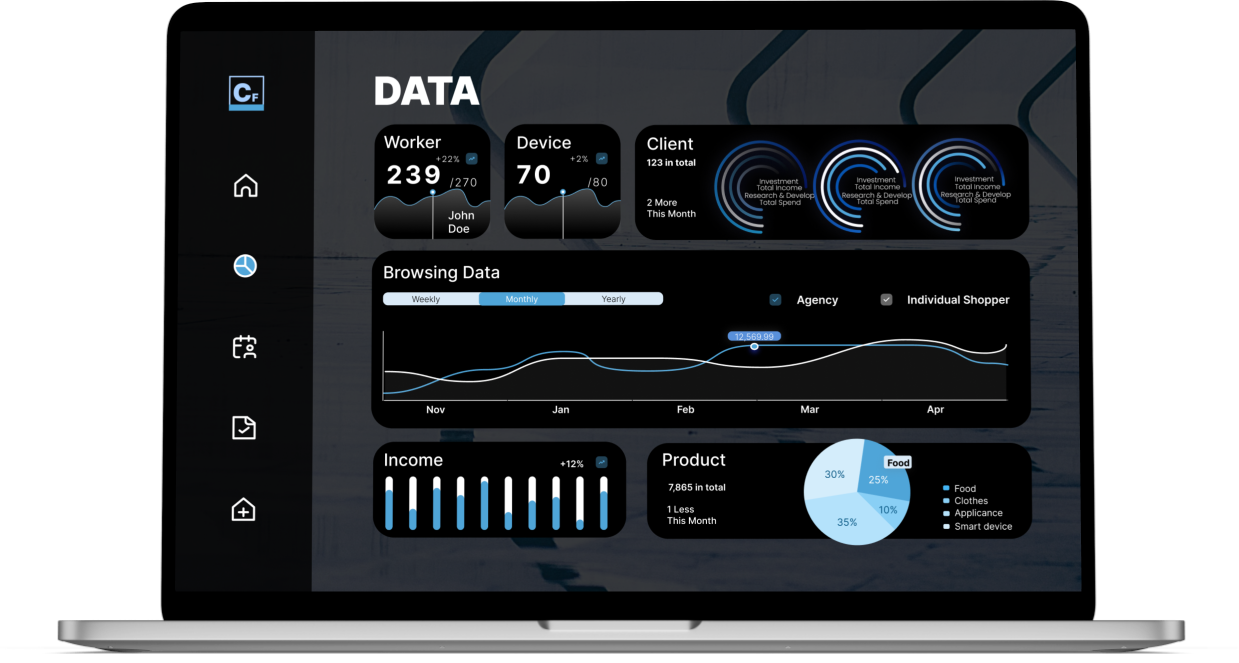 CF
DATA
Worker
+22%
239 /270
John
Doe
Device
+2%
70 /80
Client
123 in total
2 More
This Month
Investment
Total Income
Research & Develop
Total Spend
Investment
Total Income
Research & Develop
Total Spend
Investment
Total Income
Research & Develop
Total Spend
Browsing Data
Weekly Monthly Yearly
Agency Individual Shopper
12,569.99
Nov Jan Feb Mar Apr
Income
+12%
Product
7,865 in total
1 Less
This Month
30%
Food
25%
10%
35%
Food
Clothes
Applicance
Smart device